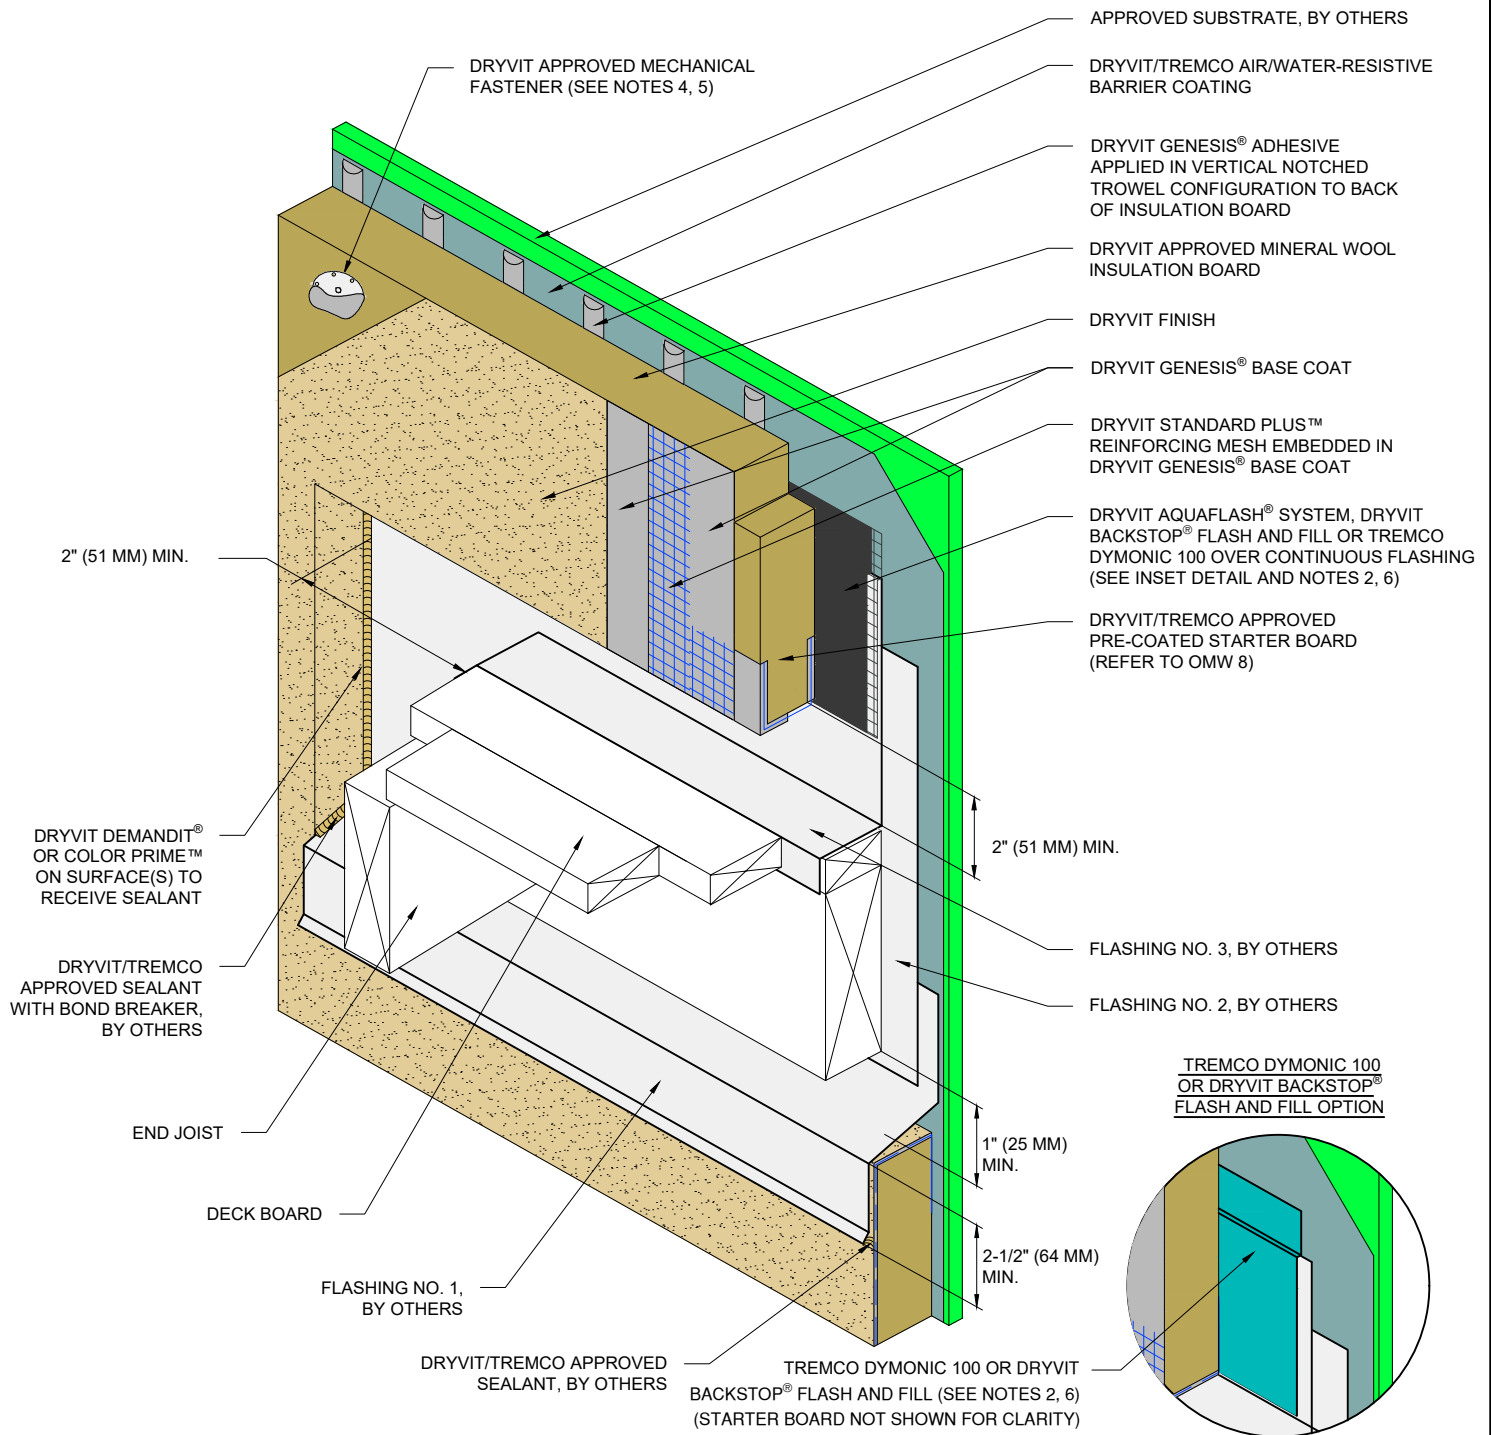 APPROVED SUBSTRATE, BY OTHERS
DRYVIT APPROVED MECHANICAL
FASTENER (SEE NOTES 4, 5)
DRYVIT/TREMCO AIR/WATER-RESISTIVE
BARRIER COATING
DRYVIT GENESIS® ADHESIVE
APPLIED IN VERTICAL NOTCHED
TROWEL CONFIGURATION TO BACK
OF INSULATION BOARD
DRYVIT APPROVED MINERAL WOOL
INSULATION BOARD
DRYVIT FINISH
DRYVIT GENESIS® BASE COAT
DRYVIT STANDARD PLUS™
REINFORCING MESH EMBEDDED IN
DRYVIT GENESIS® BASE COAT
DRYVIT AQUAFLASH® SYSTEM, DRYVIT
BACKSTOP® FLASH AND FILL OR TREMCO
DYMONIC 100 OVER CONTINUOUS FLASHING
(SEE INSET DETAIL AND NOTES 2, 6)
2" (51 MM) MIN.
DRYVIT/TREMCO APPROVED
PRE-COATED STARTER BOARD
(REFER TO OMW 8)
DRYVIT DEMANDIT®
OR COLOR PRIME™
ON SURFACE(S) TO
RECEIVE SEALANT
2" (51 MM) MIN.
DRYVIT/TREMCO
APPROVED SEALANT
WITH BOND BREAKER,
BY OTHERS
FLASHING NO. 3, BY OTHERS
FLASHING NO. 2, BY OTHERS
TREMCO DYMONIC 100
OR DRYVIT BACKSTOP®
FLASH AND FILL OPTION
END JOIST
1" (25 MM)
MIN.
DECK BOARD
2-1/2" (64 MM)
MIN.
FLASHING NO. 1,
BY OTHERS
DRYVIT/TREMCO APPROVED
SEALANT, BY OTHERS
TREMCO DYMONIC 100 OR DRYVIT
BACKSTOP® FLASH AND FILL (SEE NOTES 2, 6)
(STARTER BOARD NOT SHOWN FOR CLARITY)